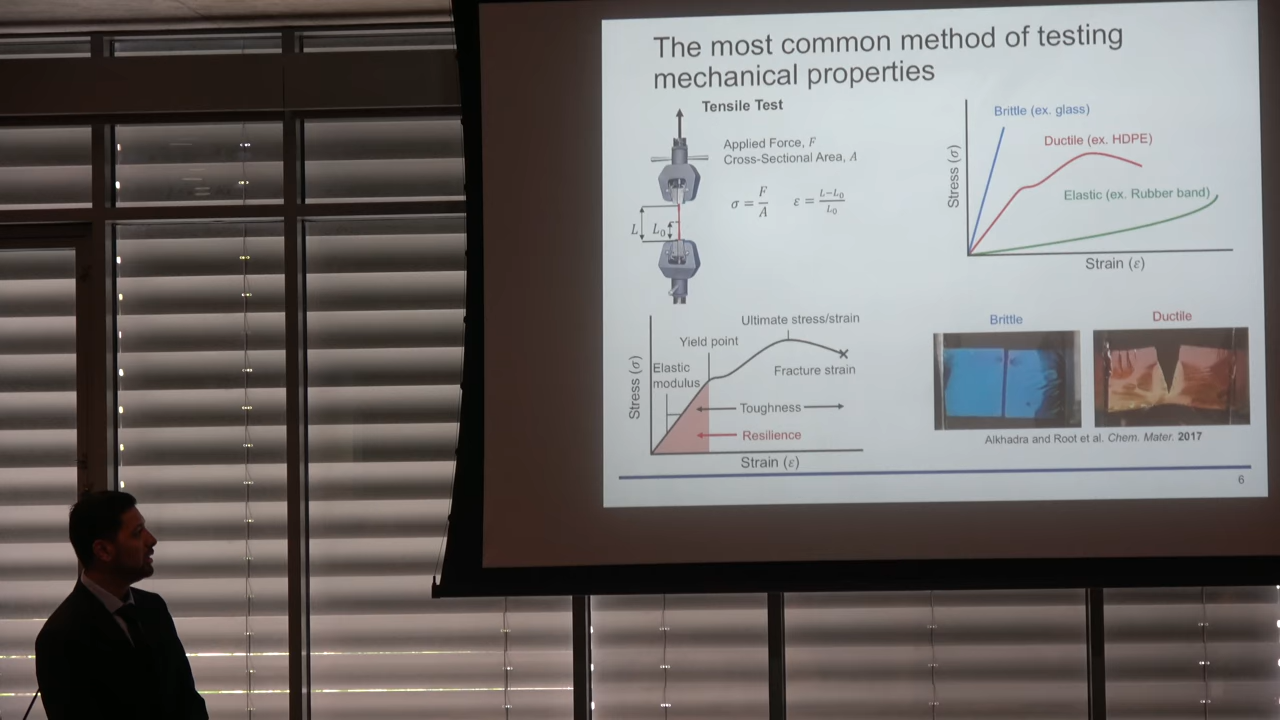 The most common method of testing
mechanical properties
Tensile Test
Applied Force, F
Cross-Sectional Area, A
σ = F/A
ε = L−L₀/L₀
L
L₀
Stress (σ)
Brittle (ex. glass)
Ductile (ex. HDPE)
Elastic (ex. Rubber band)
Strain (ε)
Stress (σ)
Ultimate stress/strain
Yield point
Elastic
modulus
Fracture strain
Toughness
Resilience
Strain (ε)
Brittle
Ductile
Alkhadra and Root et al. Chem. Mater. 2017
6